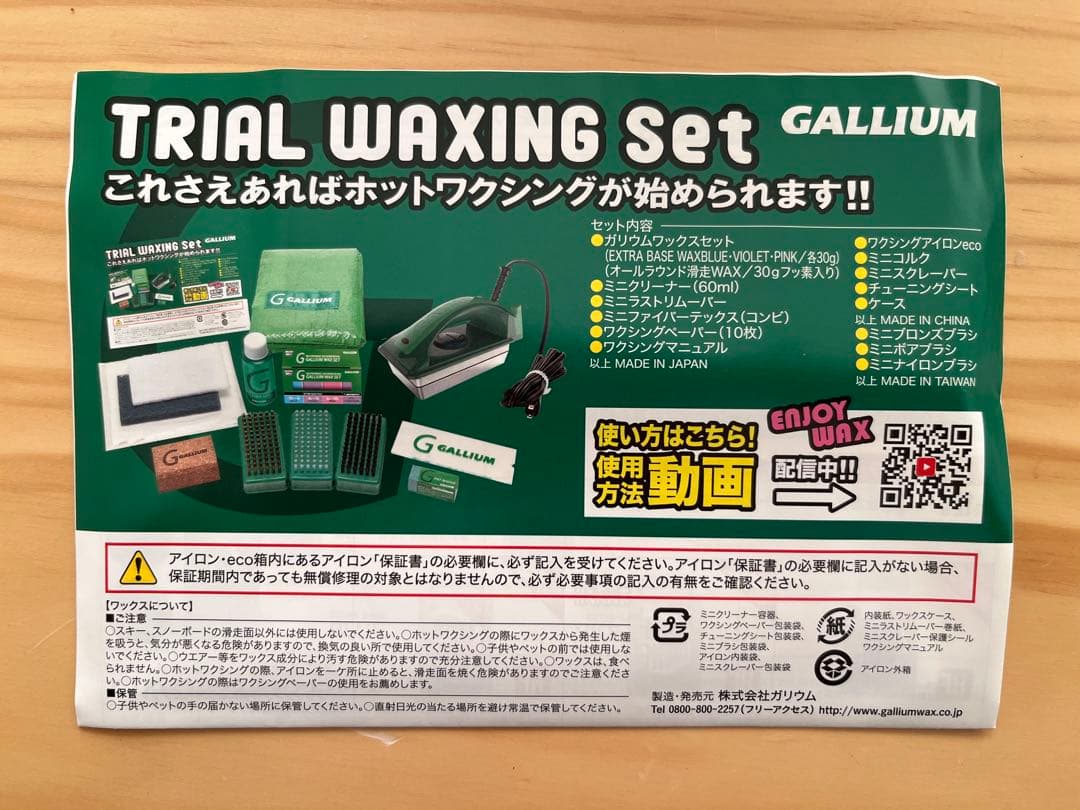 TRIAL WAXING Set
GALLIUM
これさえあればホットワクシングが始められます!!
セット内容
●ガリウムワックスセット
(EXTRA BASE WAXBLUE・VIOLET・PINK/各30g)
(オールラウンド滑走WAX/30gフッ素入り)
●ミニクリーナー(60ml)
●ミニラストリムーバー
●ミニファイバーテックス(コンビ)
●ワクシングペーパー(10枚)
●ワクシングマニュアル
以上 MADE IN JAPAN
●ワクシングアイロンeco
●ミニコルク
●ミニスクレーパー
●チューニングシート
●ケース
以上 MADE IN CHINA
●ミニブロンズブラシ
●ミニボアブラシ
●ミニナイロンブラシ
以上 MADE IN TAIWAN
TRIAL WAXING Set GALLIUM
これさえあればホットワクシングが始められます!!
GALLIUM
G
GALLIUM WAX SET
GALLIUM
GALLIUM
使い方はこちら!
使用方法動画
配信中!!
ENJOY WAX
アイロン・eco箱内にあるアイロン「保証書」の必要欄に、必ず記入を受けてください。アイロン「保証書」の必要欄に記入がない場合、
保証期間内であっても無償修理の対象とはなりませんので、必ず必要事項の記入の有無をご確認ください。
【ワックスについて】
■ご注意
○スキー、スノーボードの滑走面以外には使用しないでください。○ホットワクシングの際にワックスから発生した煙
を吸うと、気分が悪くなる危険がありますので、換気の良い所で使用してください。○子供やペットの前では使用しな
いでください。○ウエアー等をワックス成分により汚す危険がありますので充分注意してください。○ワックスは、食べ
られません。○ホットワクシングの際、アイロンを一ケ所に止めると、滑走面を焼く危険がありますのでご注意くださ
い。○ホットワクシングの際はワクシングペーパーの使用をお薦めします。
■保管
○子供やペットの手の届かない場所に保管してください。○直射日光の当たる場所を避け常温で保管してください。
プラ
ミニクリーナー容器、
ワクシングペーパー包装袋、
チューニングシート包装袋、
ミニブラシ包装袋、
アイロン内装袋、
ミニスクレーパー包装袋
紙
内装紙、ワックスケース、
ミニラストリムーバー巻紙、
ミニスクレーパー保護シール
ワクシングマニュアル
アイロン外箱
製造・発売元 株式会社ガリウム
Tel 0800-800-2257(フリーアクセス) http://www.galliumwax.co.jp